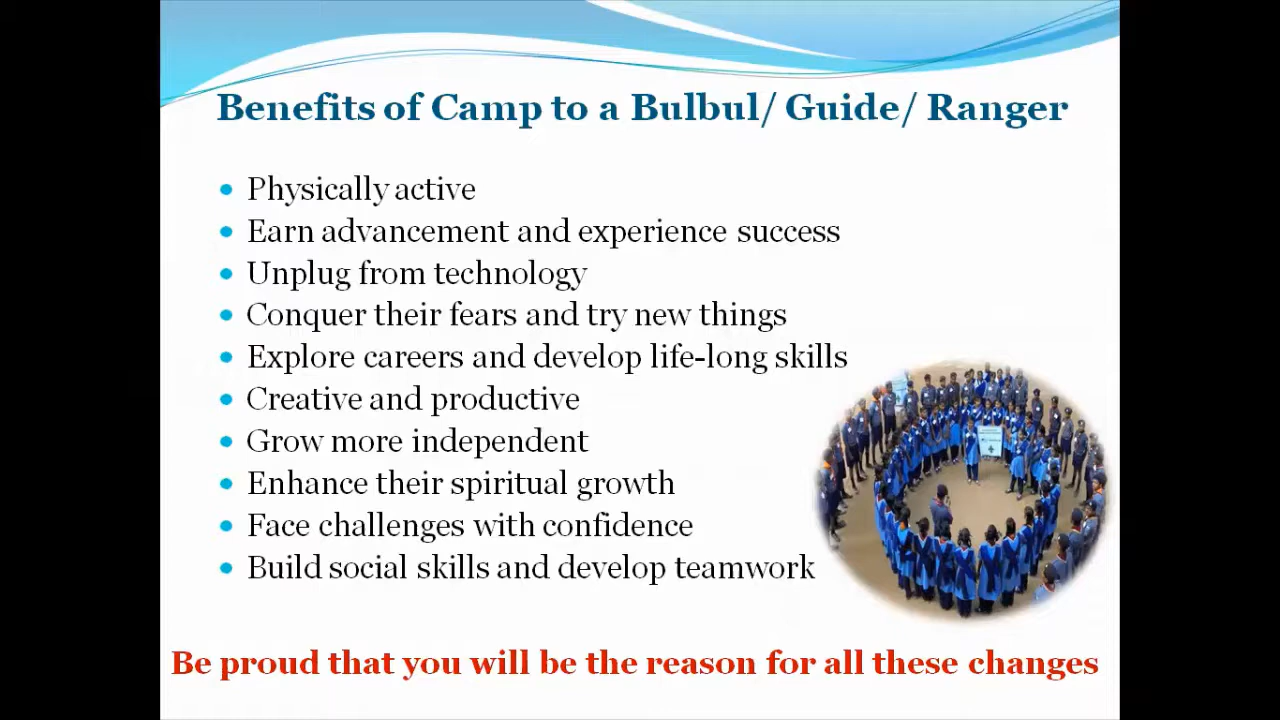 Benefits of Camp to a Bulbul/ Guide/ Ranger
Physically active
Earn advancement and experience success
Unplug from technology
Conquer their fears and try new things
Explore careers and develop life-long skills
Creative and productive
Grow more independent
Enhance their spiritual growth
Face challenges with confidence
Build social skills and develop teamwork
Be proud that you will be the reason for all these changes